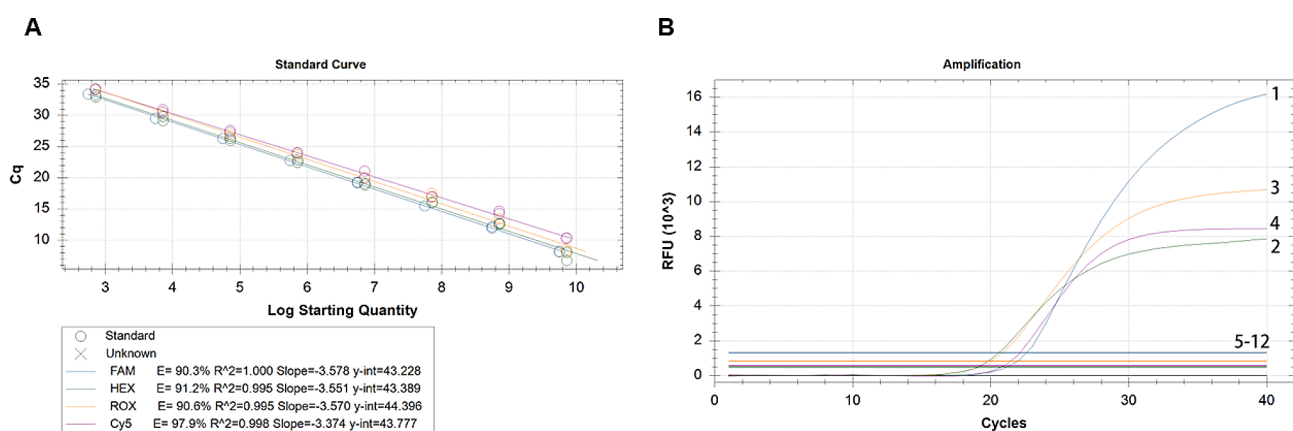 A
Standard Curve
35
30
25
20
15
10
Cq
3 4 5 6 7 8 9 10
Log Starting Quantity
Standard
Unknown
FAM E= 90.3% R^2=1.000 Slope=-3.578 y-int=43.228
HEX E= 91.2% R^2=0.995 Slope=-3.551 y-int=43.389
ROX E= 90.6% R^2=0.995 Slope=-3.570 y-int=44.396
Cy5 E= 97.9% R^2=0.998 Slope=-3.374 y-int=43.777
B
Amplification
16
14
12
10
8
6
4
2
0
RFU (10^3)
1
3
4
2
5-12
0 10 20 30 40
Cycles